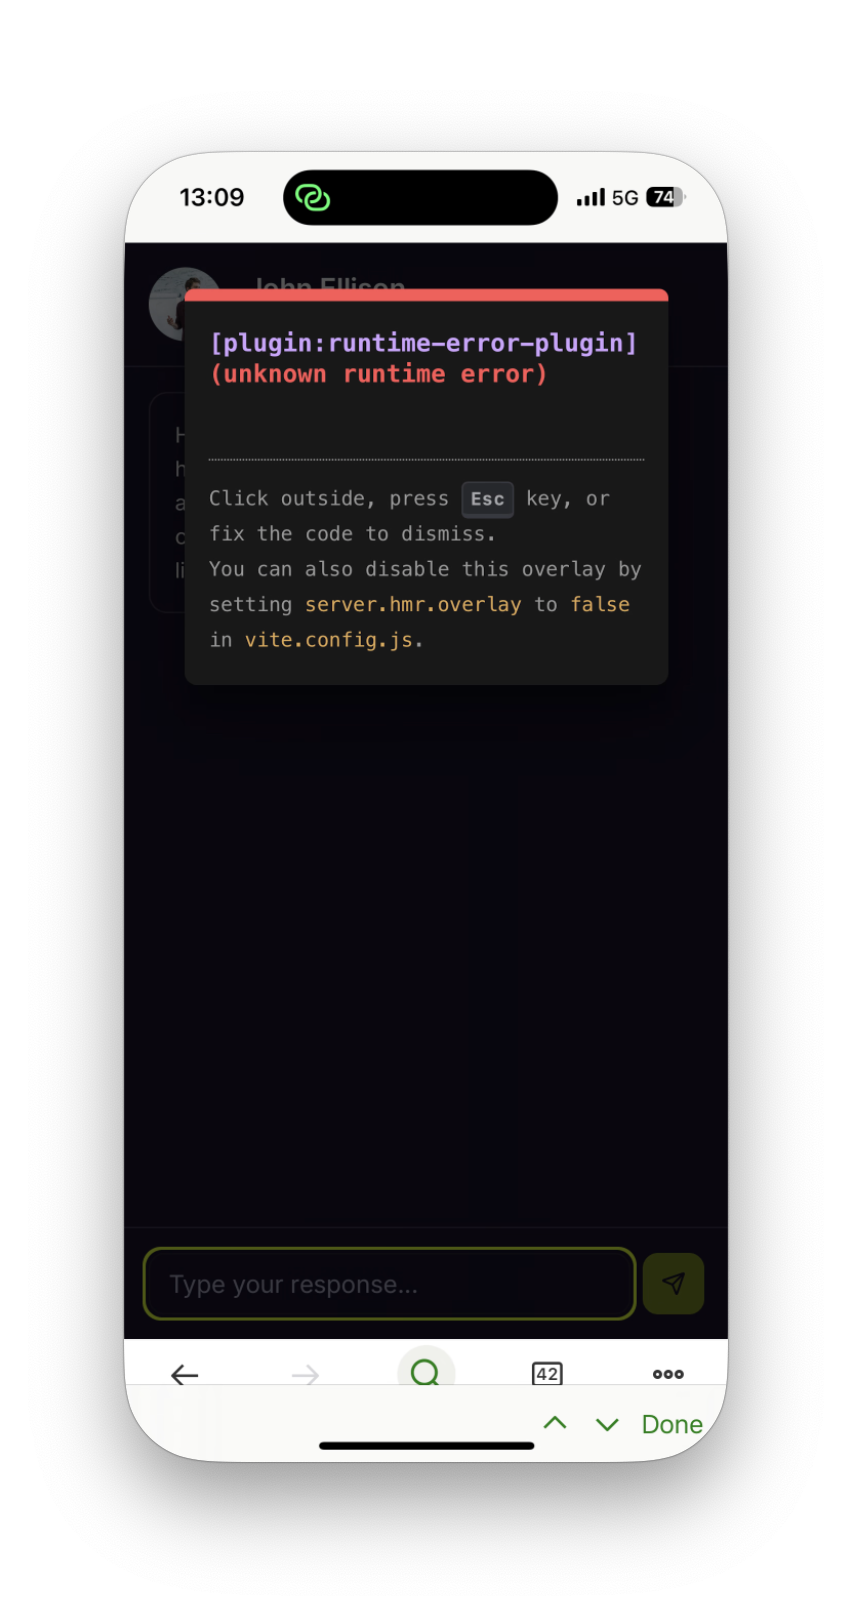 13:09
5G
74
John Ellison
[plugin:runtime-error-plugin]
(unknown runtime error)
Click outside, press Esc key, or
fix the code to dismiss.
You can also disable this overlay by
setting server.hmr.overlay to false
in vite.config.js.
Type your response...
42
Done